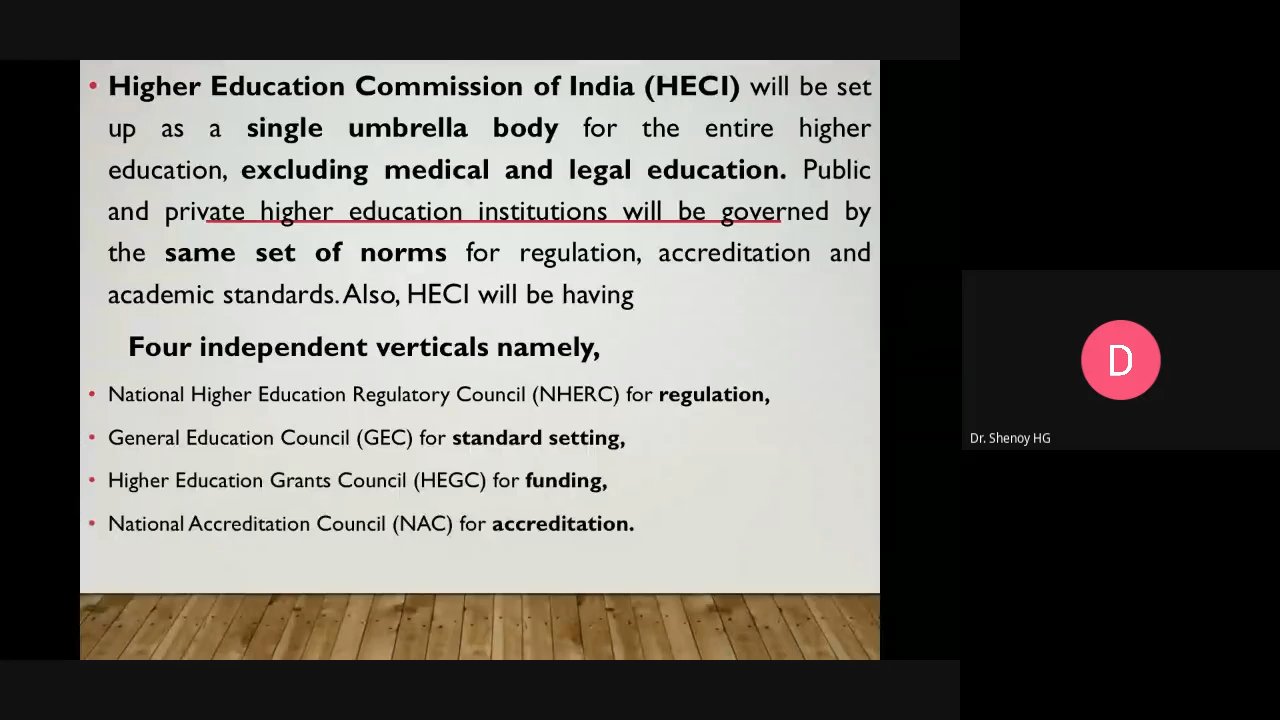 • Higher Education Commission of India (HECI) will be set
up as a single umbrella body for the entire higher
education, excluding medical and legal education. Public
and private higher education institutions will be governed by
the same set of norms for regulation, accreditation and
academic standards. Also, HECI will be having
Four independent verticals namely,
• National Higher Education Regulatory Council (NHERC) for regulation,
• General Education Council (GEC) for standard setting,
• Higher Education Grants Council (HEGC) for funding,
• National Accreditation Council (NAC) for accreditation.
D
Dr. Shenoy HG